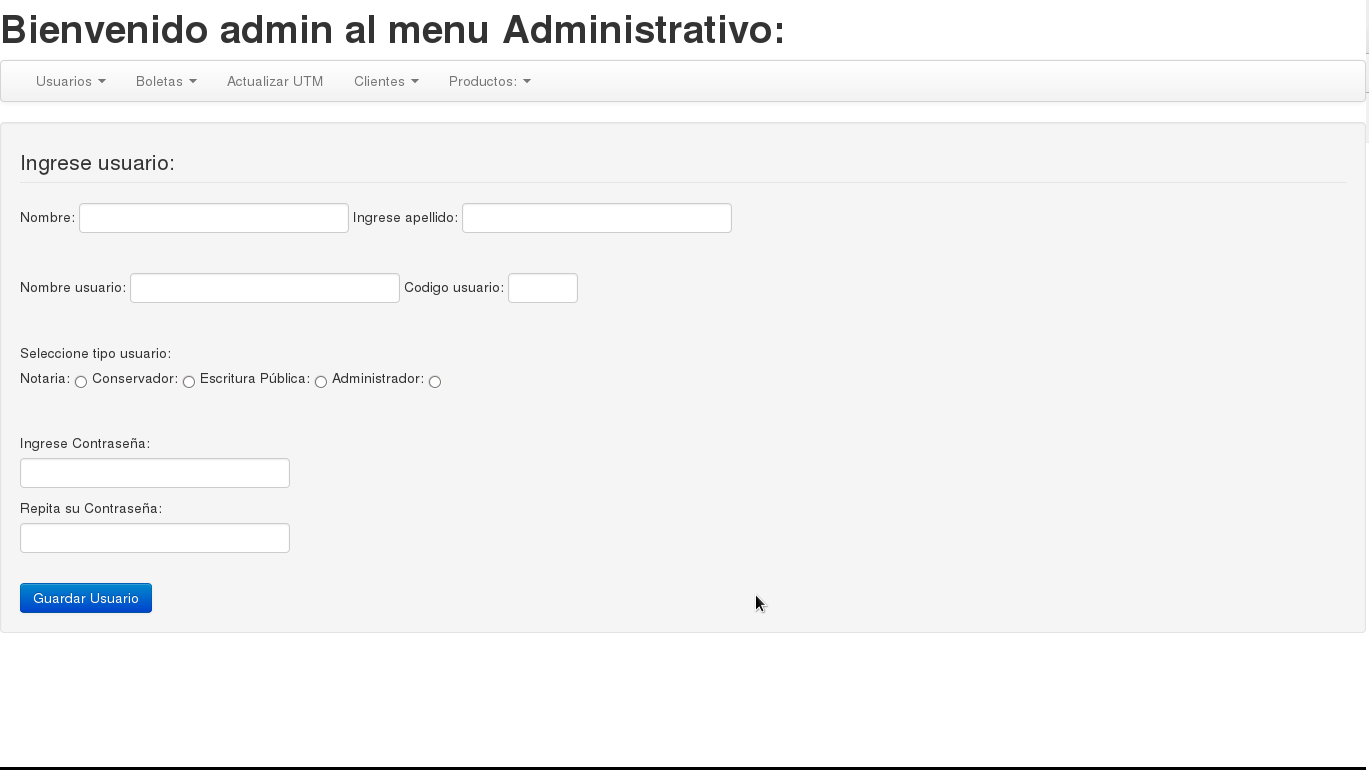 Bienvenido admin al menu Administrativo:
Usuarios Boletas Actualizar UTM Clientes Productos:
Ingrese usuario:
Nombre: Ingrese apellido:
Nombre usuario: Codigo usuario:
Seleccione tipo usuario:
Notaria: Conservador: Escritura Pública: Administrador:
Ingrese Contraseña:
Repita su Contraseña:
Guardar Usuario